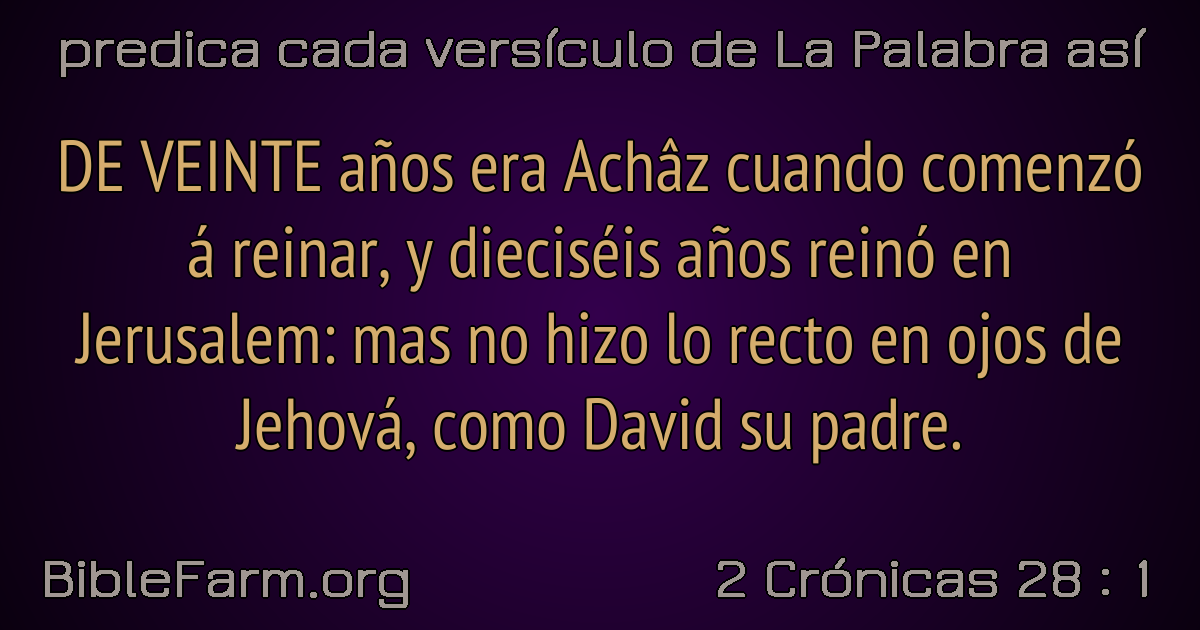 predica cada versículo de La Palabra así
DE VEINTE años era Achâz cuando comenzó
á reinar, y dieciséis años reinó en
Jerusalem: mas no hizo lo recto en ojos de
Jehová, como David su padre.
BibleFarm.org
2 Crónicas 28 : 1